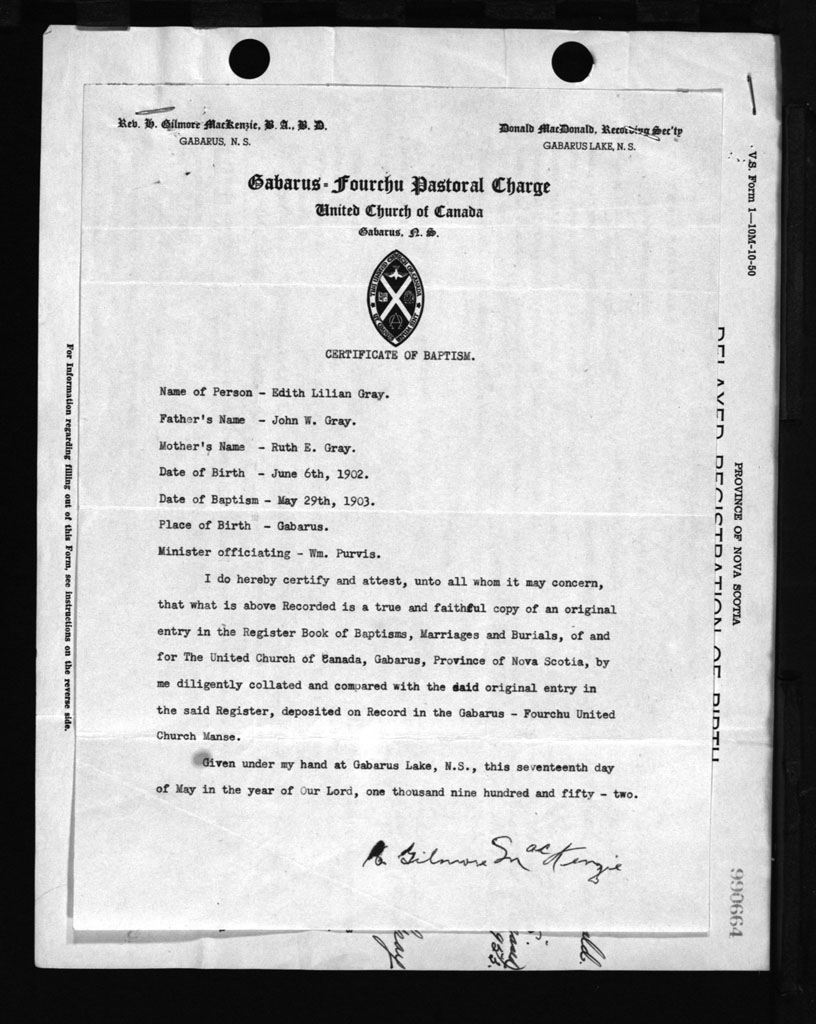 Rev. H. Gilmore MacKenzie, B. A., B. D.
GABARUS, N. S.
Donald MacDonald, Recording Sec'ty
GABARUS LAKE, N. S.
Gabarus-Fourchu Pastoral Charge
United Church of Canada
Gabarus, N. S.
CERTIFICATE OF BAPTISM.
Name of Person - Edith Lilian Gray.
Father's Name - John W. Gray.
Mother's Name - Ruth E. Gray.
Date of Birth - June 6th, 1902.
Date of Baptism - May 29th, 1903.
Place of Birth - Gabarus.
Minister officiating - Wm. Purvis.
I do hereby certify and attest, unto all whom it may concern,
that what is above Recorded is a true and faithful copy of an original
entry in the Register Book of Baptisms, Marriages and Burials, of and
for The United Church of Canada, Gabarus, Province of Nova Scotia, by
me diligently collated and compared with the said original entry in
the said Register, deposited on Record in the Gabarus - Fourchu United
Church Manse.
Given under my hand at Gabarus Lake, N.S., this seventeenth day
of May in the year of Our Lord, one thousand nine hundred and fifty - two.
H Gilmore MacKenzie
For Information regarding filling out of this Form, see instructions on the reverse side.
V.S. Form 1—10M-10-50
PROVINCE OF NOVA SCOTIA
DELAYED REGISTRATION OF BIRTH
990664